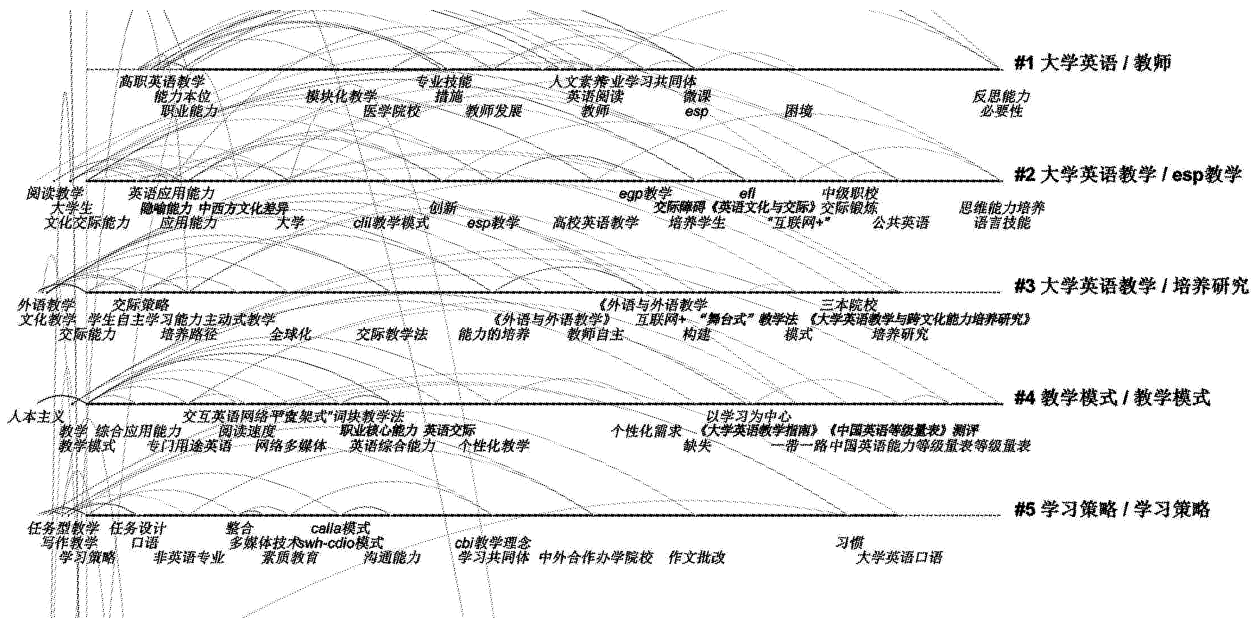 #1 大学英语 / 教师
高职英语教学 专业技能 人文素养 专业学习共同体
能力本位 模块化教学 措施 英语阅读 微课 反思能力
职业能力 医学院校 教师发展 教师 esp 困境 必要性
#2 大学英语教学 / esp教学
阅读教学 英语应用能力 egp教学 efl 中级职校
大学生 隐喻能力 中西方文化差异 创新 交际障碍《英语文化与交际》交际锻炼 思维能力培养
文化交际能力 应用能力 大学 clil教学模式 esp教学 高校英语教学 培养学生 "互联网+" 公共英语 语言技能
#3 大学英语教学 / 培养研究
外语教学 交际策略 《外语与外语教学 三本院校
文化教学 学生自主学习能力主动式教学 《外语与外语教学》 互联网+ "舞台式"教学法 《大学英语教学与跨文化能力培养研究》
交际能力 培养路径 全球化 交际教学法 能力的培养 教师自主 构建 模式 培养研究
#4 教学模式 / 教学模式
人本主义 交互英语网络平 支架式"词块教学法 以学习为中心
教学 综合应用能力 阅读速度 职业核心能力 英语交际 个性化需求 《大学英语教学指南》《中国英语等级量表》测评
教学模式 专门用途英语 网络多媒体 英语综合能力 个性化教学 缺失 一带一路 中国英语能力等级量表等级量表
#5 学习策略 / 学习策略
任务型教学 任务设计 整合 calla模式
写作教学 口语 多媒体技术 swh-cdio模式 cbi教学理念 习惯
学习策略 非英语专业 素质教育 沟通能力 学习共同体 中外合作办学院校 作文批改 大学英语口语